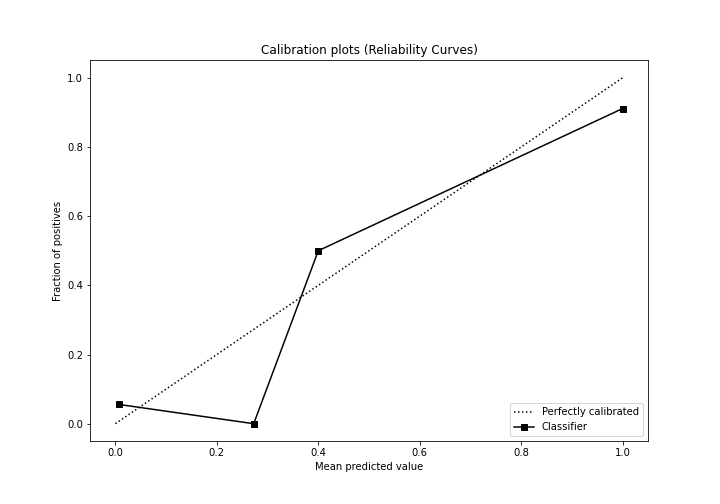 Calibration plots (Reliability Curves)
1.0
0.8
0.6
0.4
0.2
0.0
Fraction of positives
0.0 0.2 0.4 0.6 0.8 1.0
Mean predicted value
Perfectly calibrated
Classifier